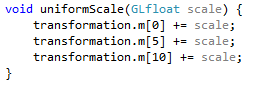 void uniformScale(GLfloat scale) {
    transformation.m[0] += scale;
    transformation.m[5] += scale;
    transformation.m[10] += scale;
}